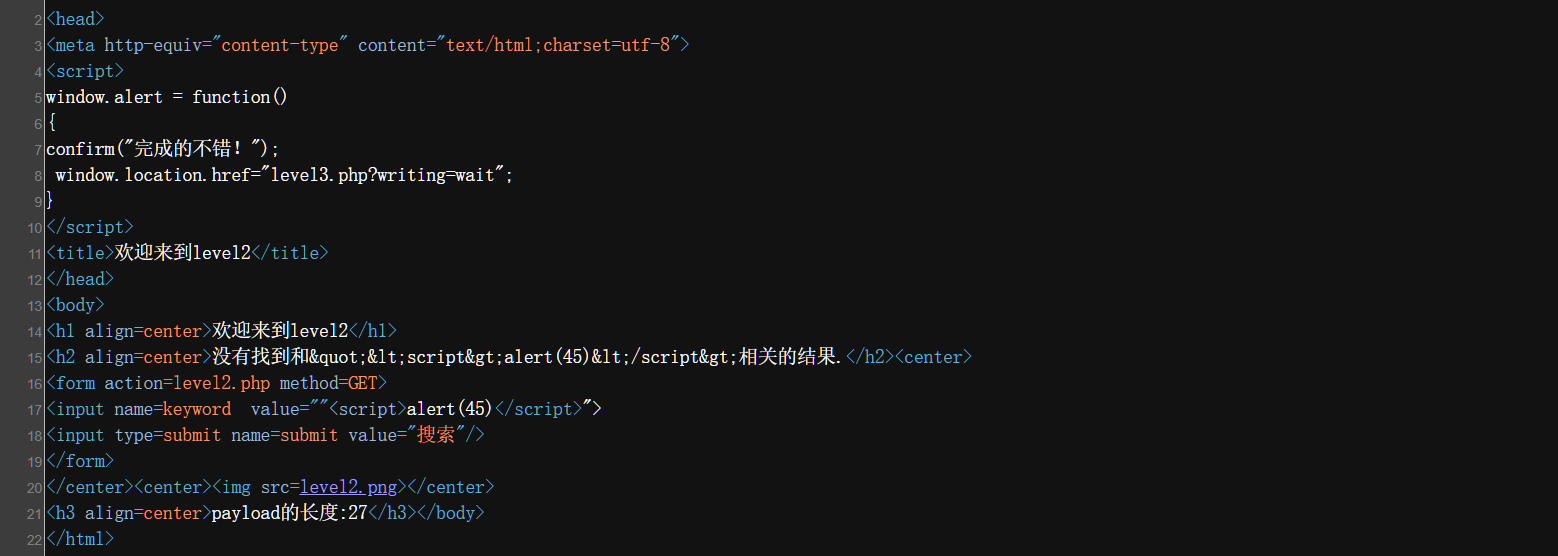 2 <head>
3 <meta http-equiv="content-type" content="text/html;charset=utf-8">
4 <script>
5 window.alert = function()
6 {
7 confirm("完成的不错！");
8  window.location.href="level3.php?writing=wait";
9 }
10 </script>
11 <title>欢迎来到level2</title>
12 </head>
13 <body>
14 <h1 align=center>欢迎来到level2</h1>
15 <h2 align=center>没有找到和&quot;&lt;script&gt;alert(45)&lt;/script&gt;相关的结果.</h2><center>
16 <form action=level2.php method=GET>
17 <input name=keyword  value=""<script>alert(45)</script>">
18 <input type=submit name=submit value="搜索"/>
19 </form>
20 </center><center><img src=level2.png></center>
21 <h3 align=center>payload的长度:27</h3></body>
22 </html>